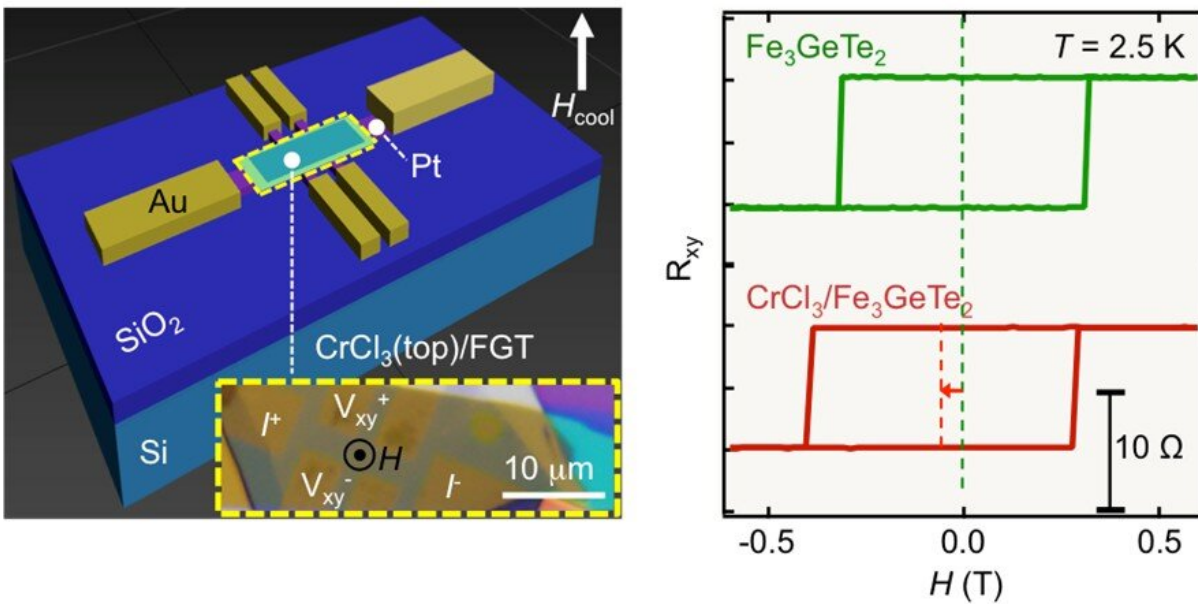 H_cool
Pt
Au
SiO₂
CrCl₃(top)/FGT
Si
I⁺
V_xy⁺
H
V_xy⁻
I⁻
10 μm
Fe₃GeTe₂
T = 2.5 K
R_xy
CrCl₃/Fe₃GeTe₂
10 Ω
-0.5
0.0
0.5
H (T)